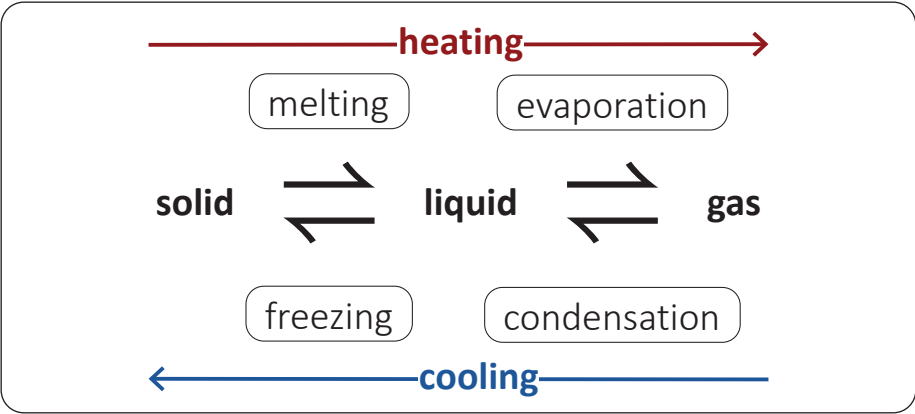 heating
melting evaporation
solid liquid gas
freezing condensation
cooling